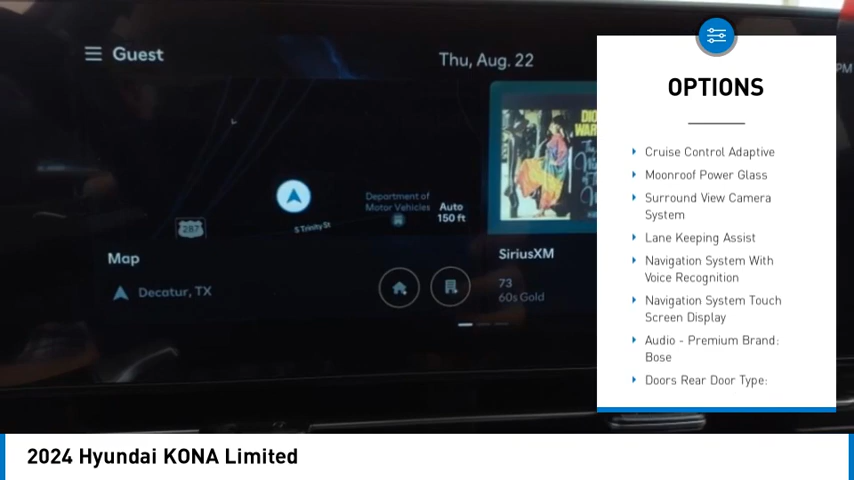 Guest
Thu, Aug. 22
PM
OPTIONS
Cruise Control Adaptive
Moonroof Power Glass
Surround View Camera
System
Lane Keeping Assist
Navigation System With
Voice Recognition
Navigation System Touch
Screen Display
Audio - Premium Brand:
Bose
Doors Rear Door Type:
DIO
WAR
Department of
Motor Vehicles
Auto
150 ft
287
S Trinity St
Map
Decatur, TX
SiriusXM
73
60s Gold
2024 Hyundai KONA Limited